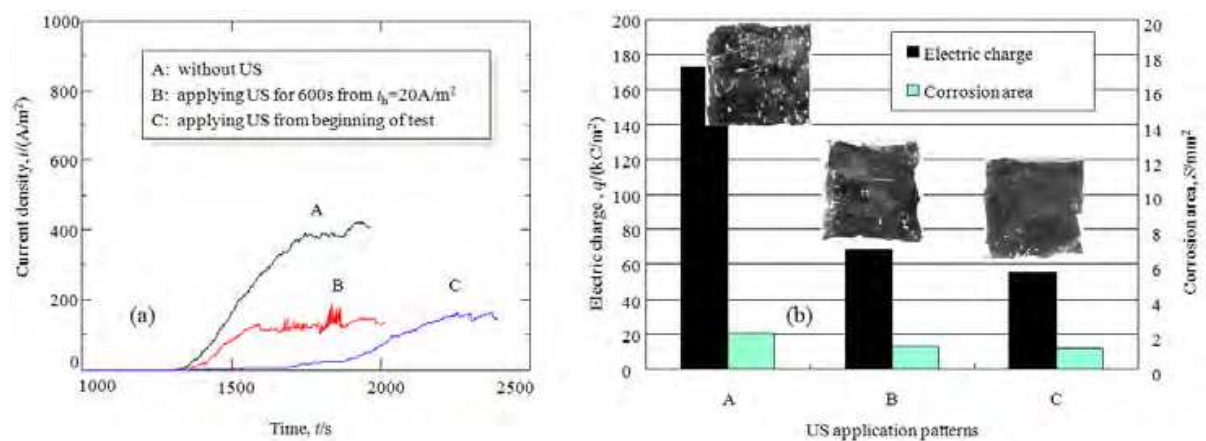 1000
800
600
400
200
0
Current density, i/(A/m²)
A: without US
B: applying US for 600s from iₕ=20A/m²
C: applying US from beginning of test
A
B
C
(a)
1000
1500
2000
2500
Time, t/s
200
180
160
140
120
100
80
60
40
20
0
Electric charge, q/(kC/m²)
Electric charge
Corrosion area
(b)
20
18
16
14
12
10
8
6
4
2
0
Corrosion area, S/mm²
A
B
C
US application patterns